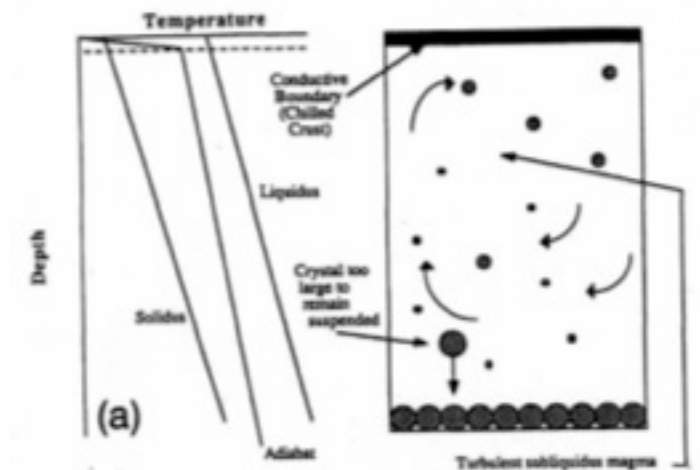 Temperature
Conductive
Boundary
(Chilled
Crust)
Liquidus
Depth
Crystal too
large to
remain
suspended
Solidus
(a)
Adiabat
Turbulent subliquidus magma